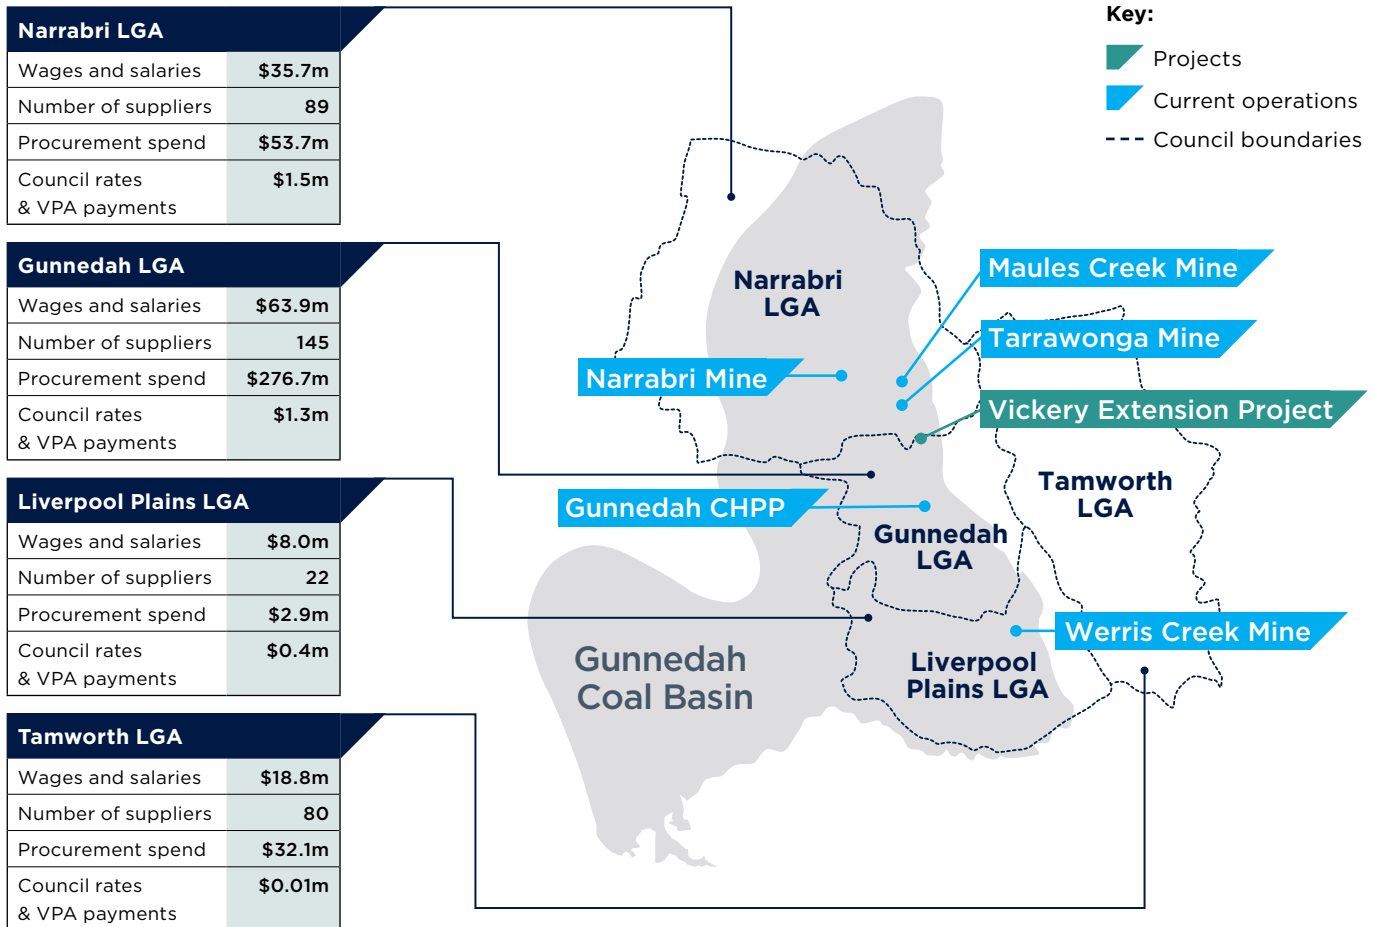 Narrabri LGA
Wages and salaries $35.7m
Number of suppliers 89
Procurement spend $53.7m
Council rates $1.5m
& VPA payments
Gunnedah LGA
Wages and salaries $63.9m
Number of suppliers 145
Procurement spend $276.7m
Council rates $1.3m
& VPA payments
Liverpool Plains LGA
Wages and salaries $8.0m
Number of suppliers 22
Procurement spend $2.9m
Council rates $0.4m
& VPA payments
Tamworth LGA
Wages and salaries $18.8m
Number of suppliers 80
Procurement spend $32.1m
Council rates $0.01m
& VPA payments
Key:
Projects
Current operations
Council boundaries
Narrabri
LGA
Maules Creek Mine
Tarrawonga Mine
Narrabri Mine
Vickery Extension Project
Tamworth
LGA
Gunnedah CHPP
Gunnedah
LGA
Werris Creek Mine
Gunnedah
Coal Basin
Liverpool
Plains LGA